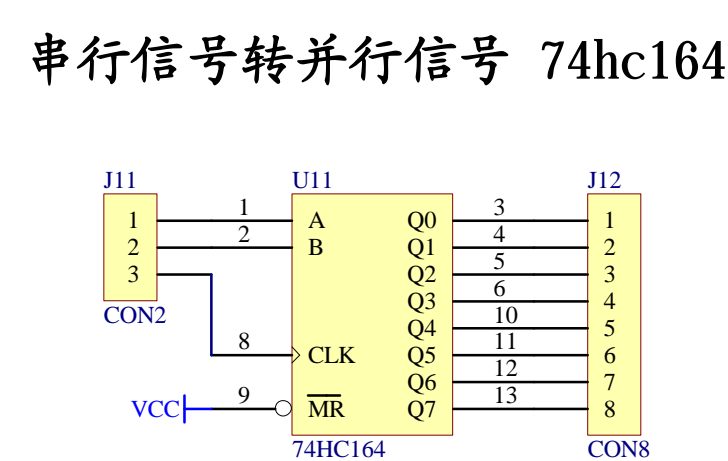 串行信号转并行信号 74hc164
J11 U11 J12
1 1 A Q0 3 1
2 2 B Q1 4 2
3 Q2 5 3
Q3 6 4
CON2
Q4 10 5
8 CLK Q5 11 6
Q6 12 7
VCC 9 MR Q7 13 8
74HC164 CON8